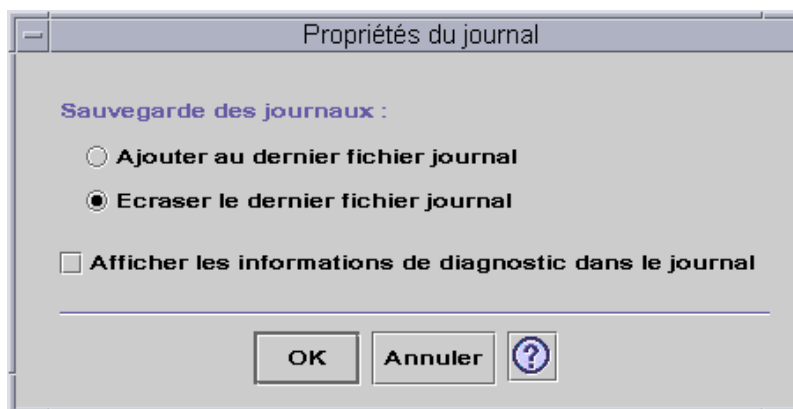 Propriétés du journal
Sauvegarde des journaux :
Ajouter au dernier fichier journal
Ecraser le dernier fichier journal
Afficher les informations de diagnostic dans le journal
OK Annuler ?